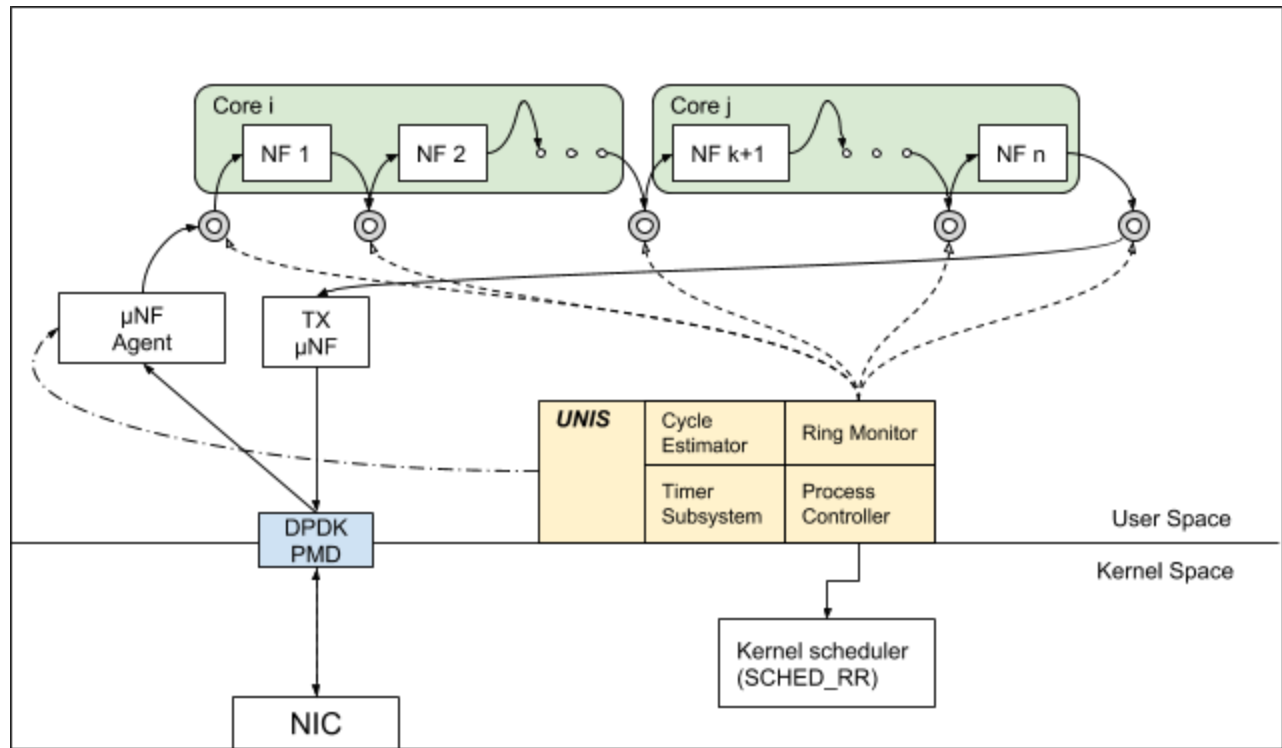 Core i
NF 1
NF 2
Core j
NF k+1
NF n
µNF
Agent
TX
µNF
UNIS
Cycle
Estimator
Ring Monitor
Timer
Subsystem
Process
Controller
DPDK
PMD
User Space
Kernel Space
Kernel scheduler
(SCHED_RR)
NIC